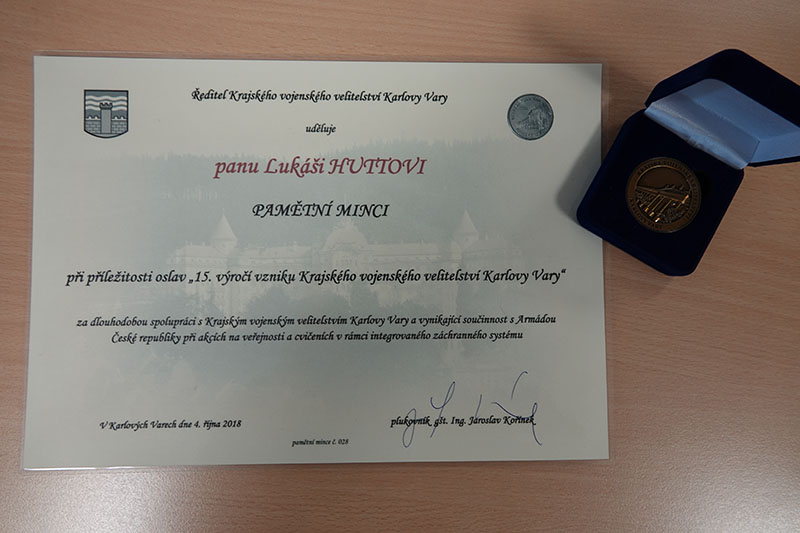 Ředitel Krajského vojenského velitelství Karlovy Vary
uděluje
panu Lukáši HUTTOVI
PAMĚTNÍ MINCI
při příležitosti oslav „15. výročí vzniku Krajského vojenského velitelství Karlovy Vary“
za dlouhodobou spolupráci s Krajským vojenským velitelstvím Karlovy Vary a vynikající součinnost s Armádou
České republiky při akcích na veřejnosti a cvičeních v rámci integrovaného záchranného systému
V Karlových Varech dne 4. října 2018
plukovník gšt. Ing. Jaroslav Kořínek
pamětní mince č. 028